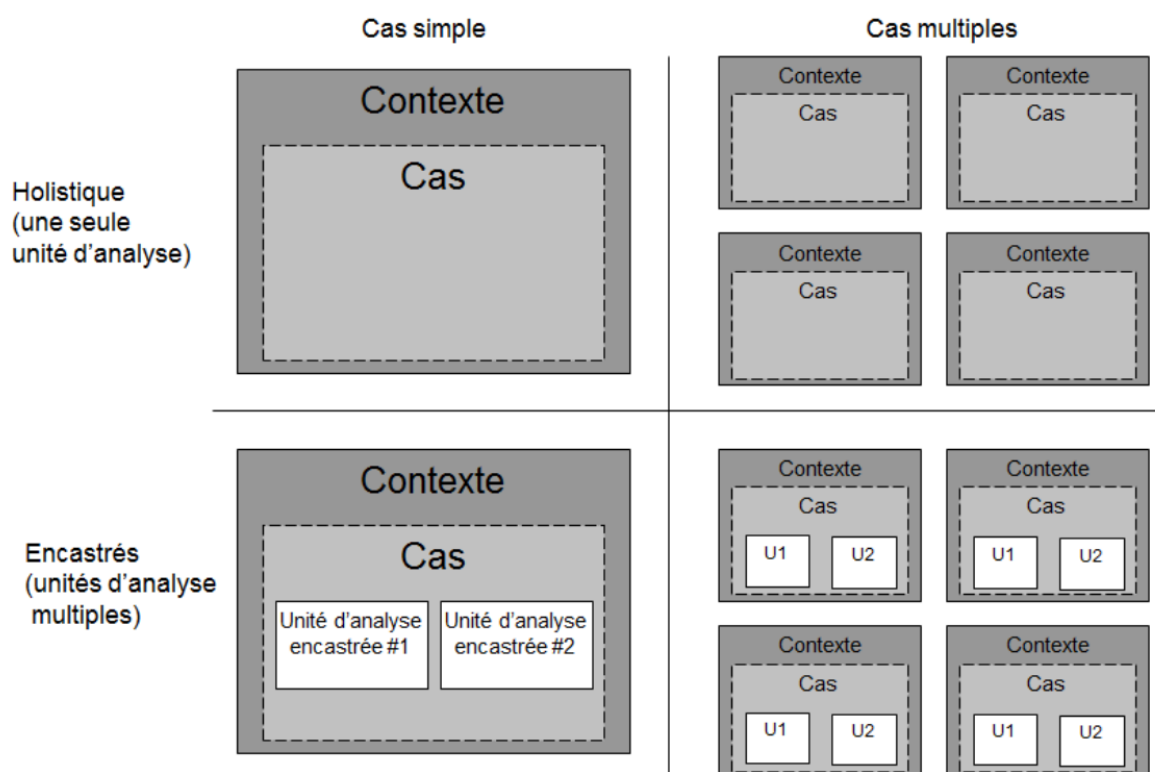 Cas simple
Cas multiples
Holistique
(une seule
unité d'analyse)
Contexte
Cas
Contexte
Cas
Contexte
Cas
Contexte
Cas
Contexte
Cas
Encastrés
(unités d'analyse
multiples)
Contexte
Cas
Unité d'analyse
encastrée #1
Unité d'analyse
encastrée #2
Contexte
Cas
U1
U2
Contexte
Cas
U1
U2
Contexte
Cas
U1
U2
Contexte
Cas
U1
U2